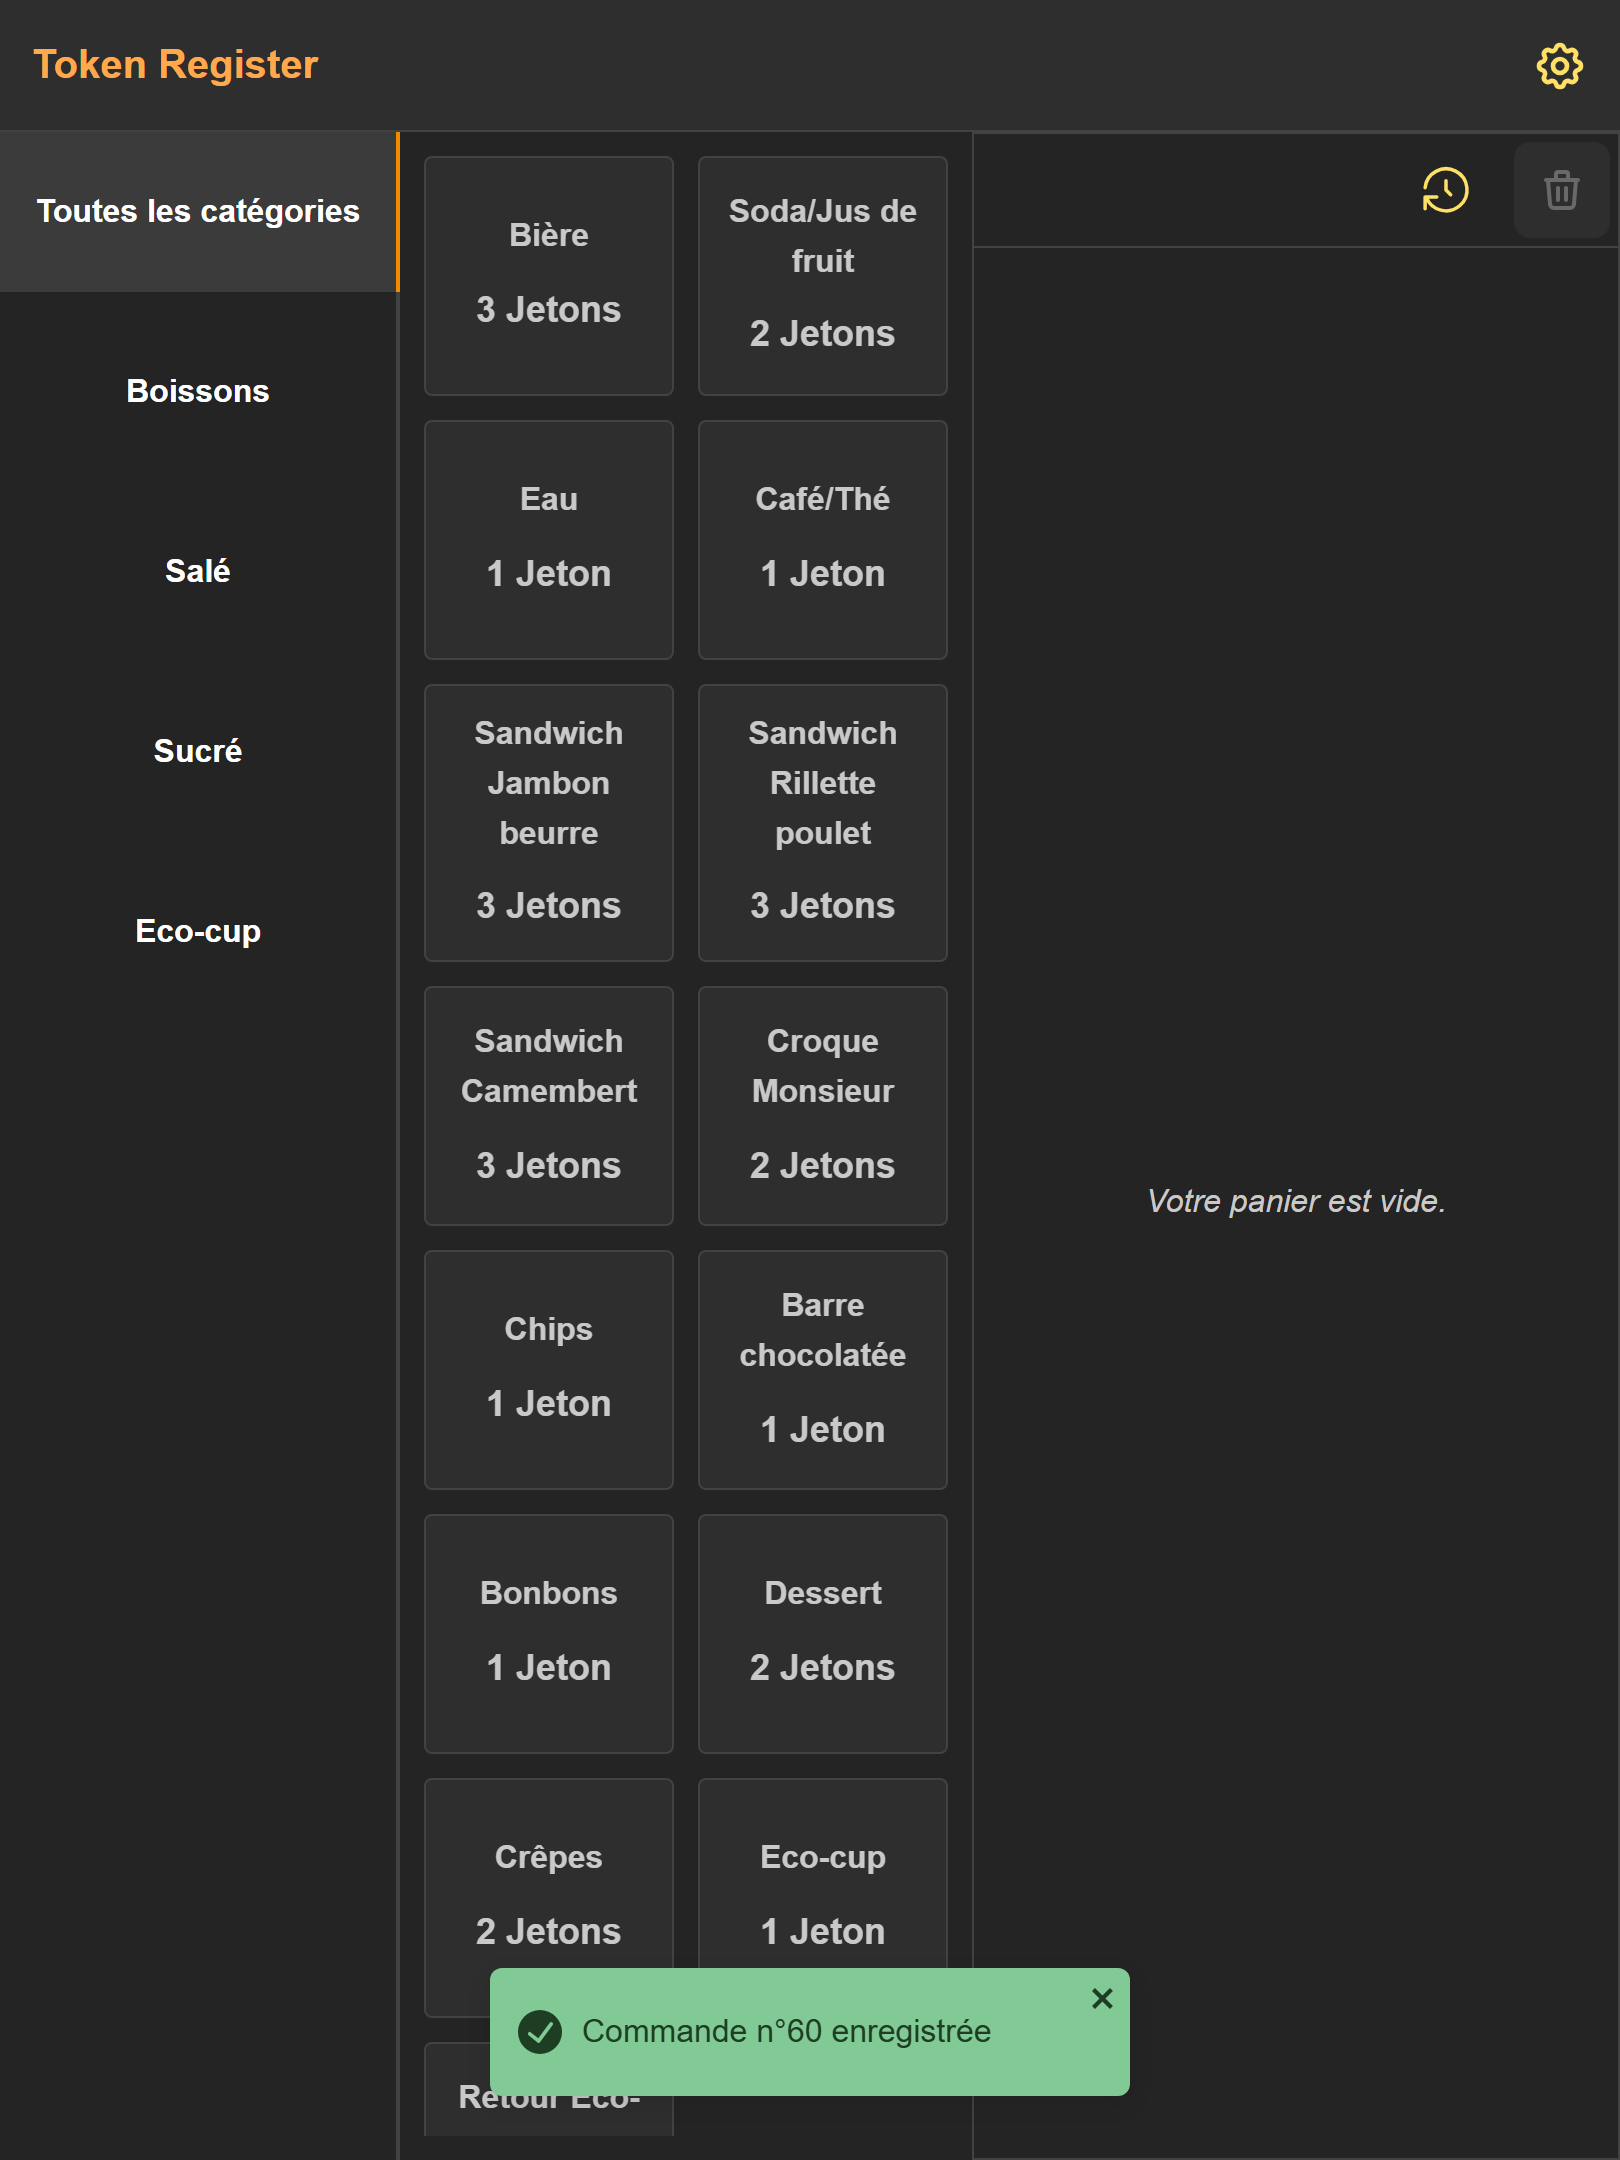 Token Register
Toutes les catégories
Boissons
Salé
Sucré
Eco-cup
Bière
3 Jetons
Soda/Jus de
fruit
2 Jetons
Eau
1 Jeton
Café/Thé
1 Jeton
Sandwich
Jambon
beurre
3 Jetons
Sandwich
Rillette
poulet
3 Jetons
Sandwich
Camembert
3 Jetons
Croque
Monsieur
2 Jetons
Chips
1 Jeton
Barre
chocolatée
1 Jeton
Bonbons
1 Jeton
Dessert
2 Jetons
Crêpes
2 Jetons
Eco-cup
1 Jeton
Retour Eco-
Votre panier est vide.
Commande n°60 enregistrée